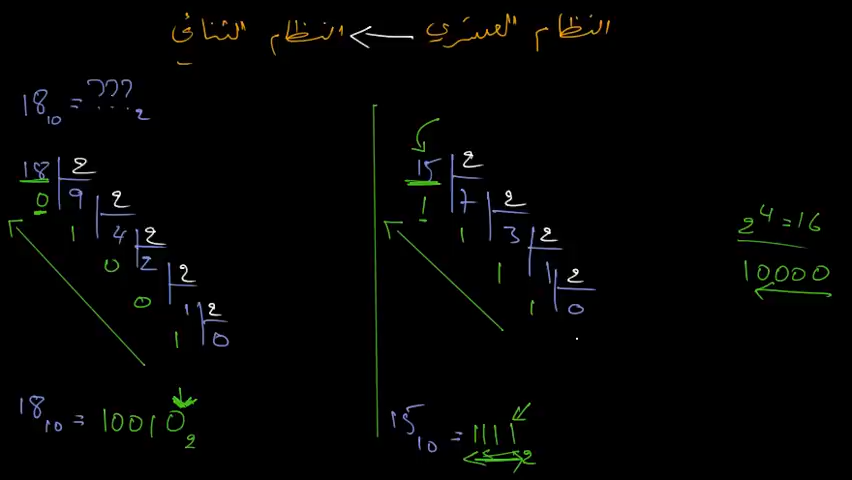 النظام العشري ← النظام الثنائي
18₁₀ = ???...₂
18 2
0 9 2
1 4 2
0 2 2
0 1 2
1 0
18₁₀ = 10010₂
15 2
1 7 2
1 3 2
1 1 2
1 0
15₁₀ = 1111₂
2⁴ = 16
10000